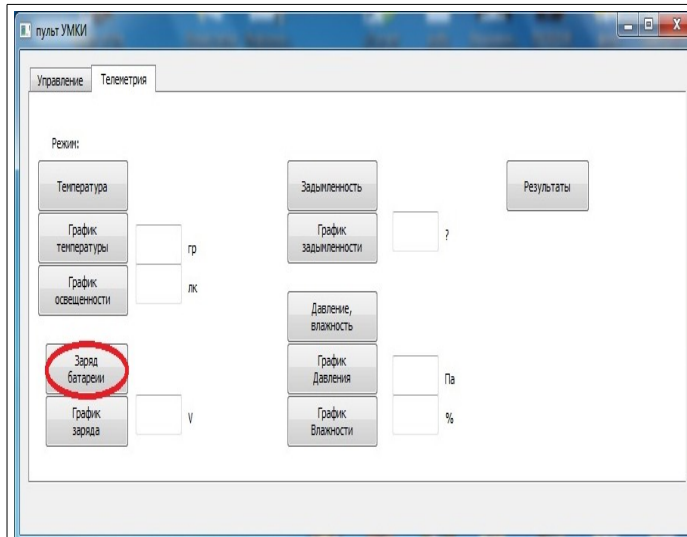 пульт УМКИ
Управление
Телеметрия
Режим:
Температура
График
температуры
гр
График
освещенности
лк
Заряд
батареии
График
заряда
V
Задымленность
График
задымленности
?
Давление,
влажность
График
Давления
Па
График
Влажности
%
Результаты